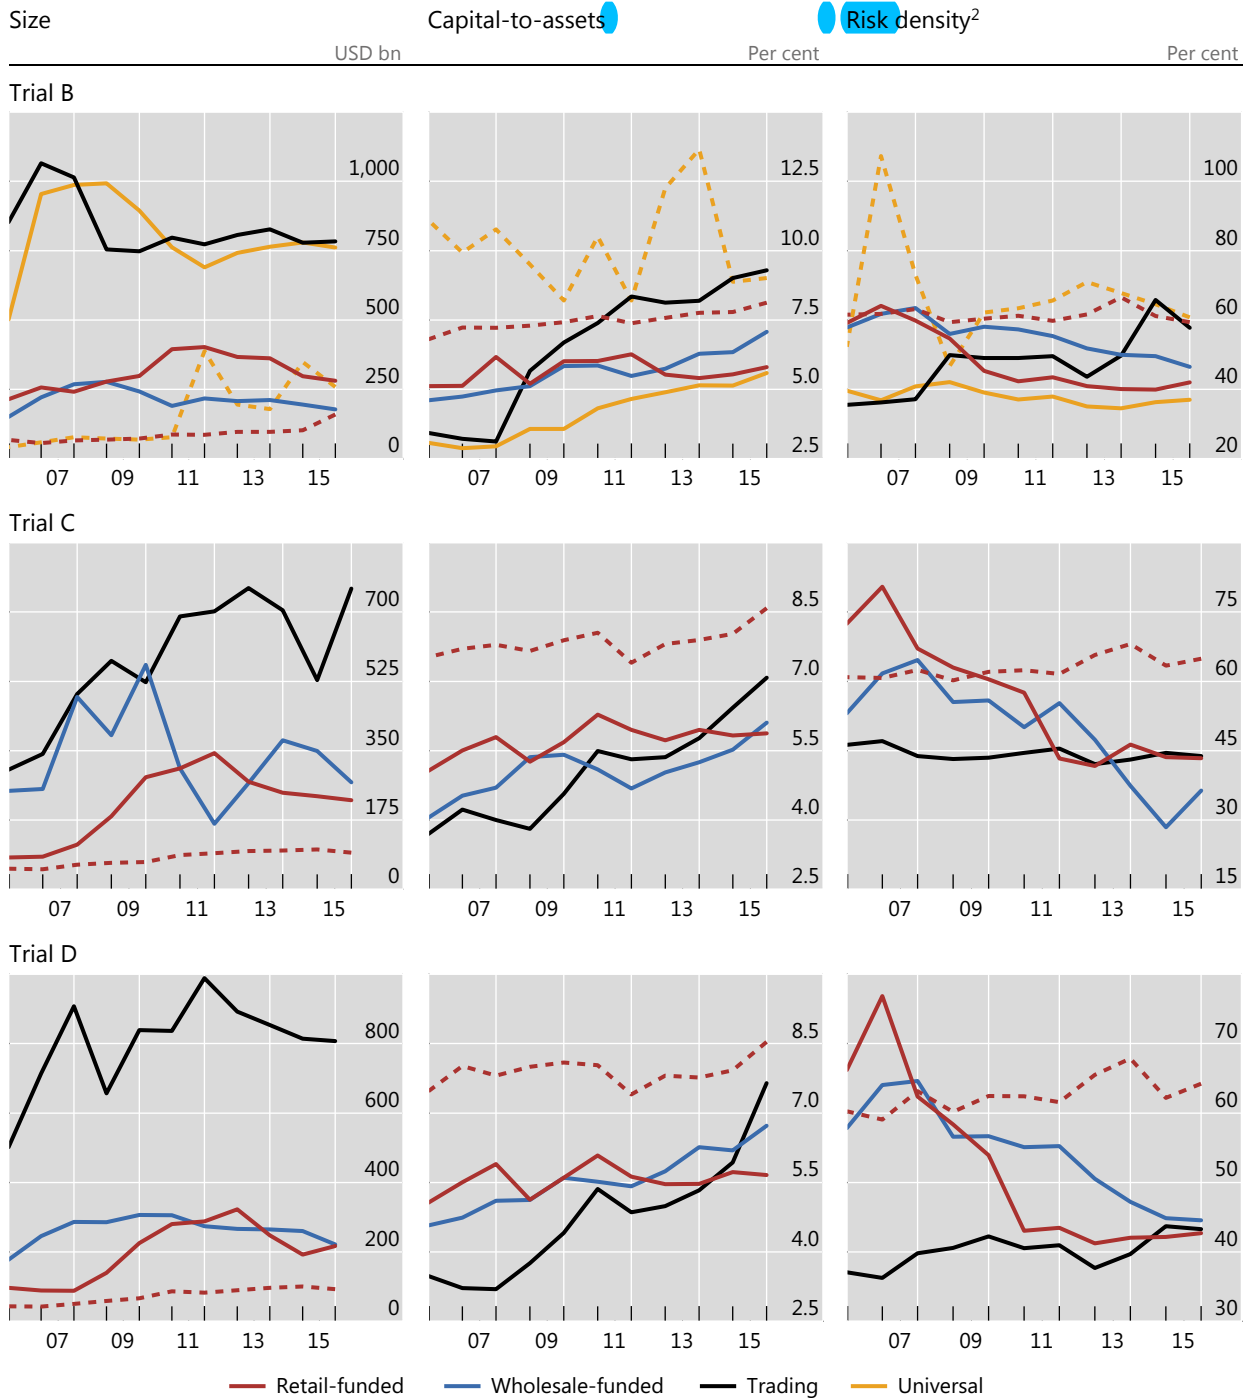 Size Capital-to-assets Risk density2
USD bn Per cent Per cent
Trial B
1,000 12.5 100
750 10.0 80
500 7.5 60
250 5.0 40
0 2.5 20
07 09 11 13 15 07 09 11 13 15 07 09 11 13 15
Trial C
700 8.5 75
525 7.0 60
350 5.5 45
175 4.0 30
0 2.5 15
07 09 11 13 15 07 09 11 13 15 07 09 11 13 15
Trial D
800 8.5 70
600 7.0 60
400 5.5 50
200 4.0 40
0 2.5 30
07 09 11 13 15 07 09 11 13 15 07 09 11 13 15
Retail-funded Wholesale-funded Trading Universal